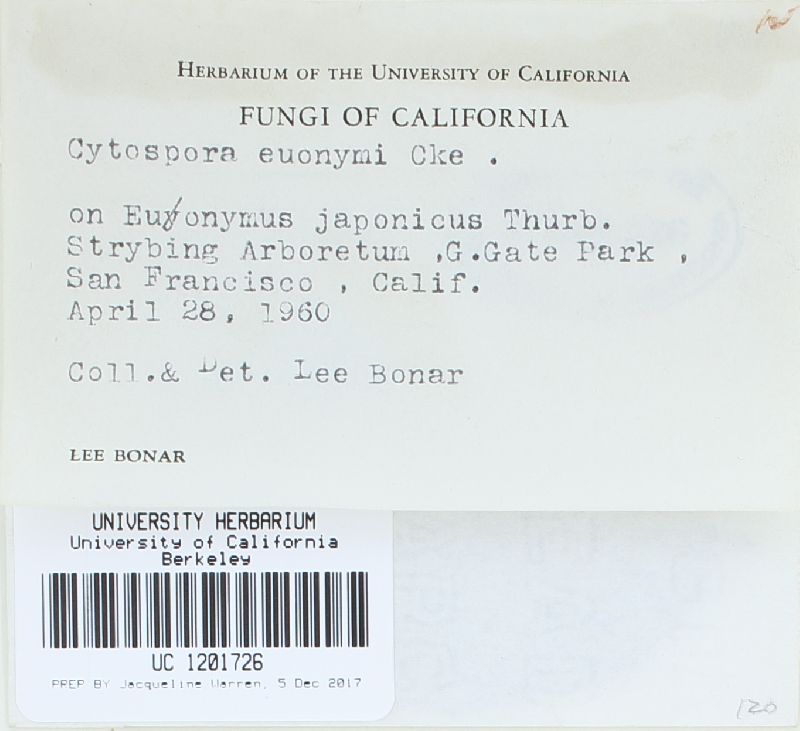 HERBARIUM OF THE UNIVERSITY OF CALIFORNIA
FUNGI OF CALIFORNIA
Cytospora euonymi Cke .
on Euyonymus japonicus Thurb.
Strybing Arboretum ,G.Gate Park ,
San Francisco , Calif.
April 28, 1960
Coll.& Det. Lee Bonar
LEE BONAR
UNIVERSITY HERBARIUM
University of California
Berkeley
UC 1201726
PREP BY Jacqueline Warren, 5 Dec 2017
120